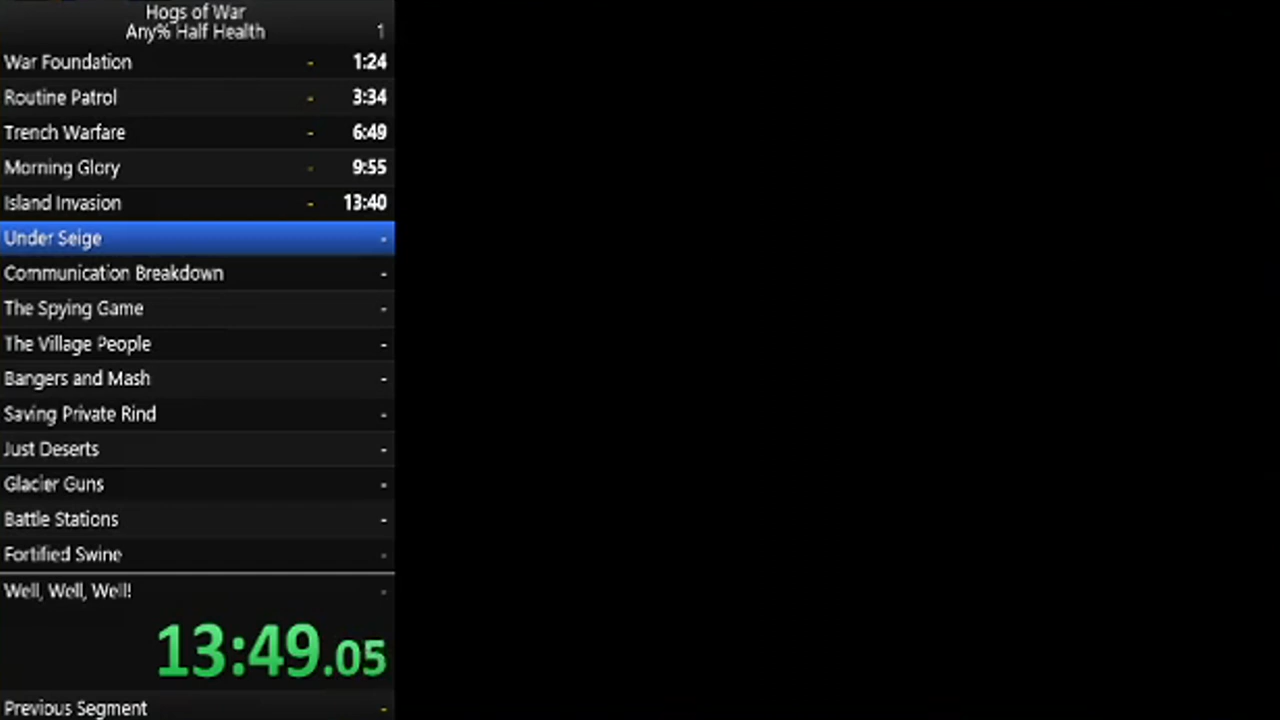 Hogs of War
Any% Half Health 1
War Foundation - 1:24
Routine Patrol - 3:34
Trench Warfare - 6:49
Morning Glory - 9:55
Island Invasion - 13:40
Under Seige -
Communication Breakdown -
The Spying Game -
The Village People -
Bangers and Mash -
Saving Private Rind -
Just Deserts -
Glacier Guns -
Battle Stations -
Fortified Swine -
Well, Well, Well! -
13:49.05
Previous Segment -